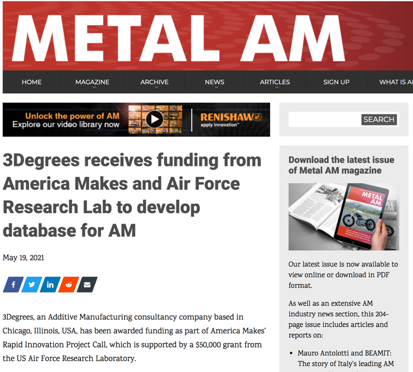 METAL AM
HOME MAGAZINE ARCHIVE NEWS ARTICLES SIGN UP WHAT IS A
Unlock the power of AM
Explore our video library now
RENISHAW
apply innovation™
SEARCH
3Degrees receives funding from
America Makes and Air Force
Research Lab to develop
database for AM
May 19, 2021
3Degrees, an Additive Manufacturing consultancy company based in
Chicago, Illinois, USA, has been awarded funding as part of America Makes'
Rapid Innovation Project Call, which is supported by a $50,000 grant from
the US Air Force Research Laboratory.
Download the latest issue
of Metal AM magazine
METAL AM
Our latest issue is now available to
view online or download in PDF
format.
As well as an extensive AM
industry news section, this 204-
page issue includes articles and
reports on:
• Mauro Antolotti and BEAMIT:
The story of Italy's leading AM